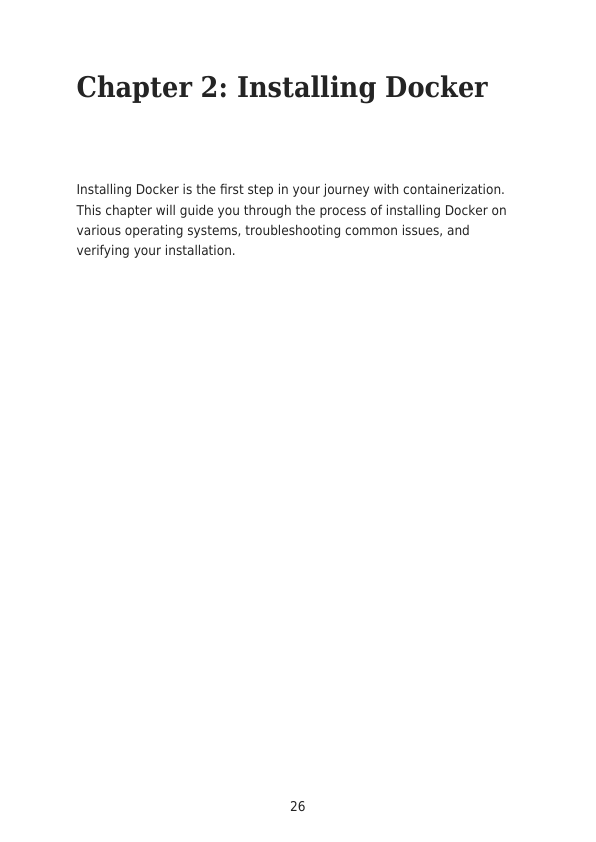 Chapter 2: Installing Docker
Installing Docker is the first step in your journey with containerization.
This chapter will guide you through the process of installing Docker on
various operating systems, troubleshooting common issues, and
verifying your installation.
26